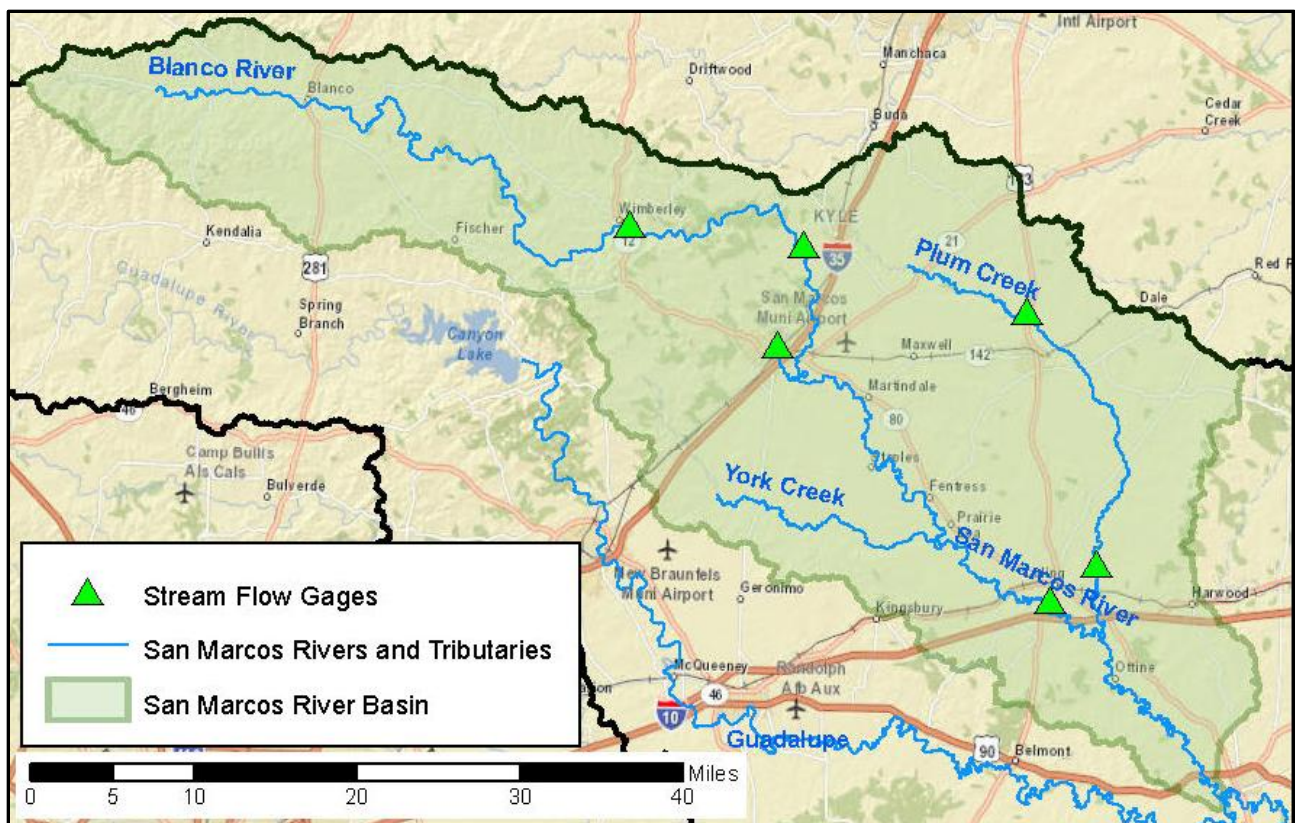 Intl Airport
Manchaca
Driftwood
Blanco River
Blanco
Cedar
Creek
Buda
183
Wimberley
KYLE
12
21
Kendalia
Fischer
35
Plum Creek
Red R
281
Guadalupe River
Spring
Branch
San Marcos
Muni Airport
Dale
Canyon
Lake
Maxwell
142
Bergheim
46
Martindale
80
Camp Bullis
Als Cals
Bulverde
Staples
York Creek
Fentress
Prairie
Lea
San Marcos River
New Braunfels
Muni Airport
Geronimo
Kingsbury
Harwood
McQueeney
Randolph
Afb Aux
46
Ottine
10
Guadalupe
90
Belmont
Stream Flow Gages
San Marcos Rivers and Tributaries
San Marcos River Basin
Miles
0 5 10 20 30 40